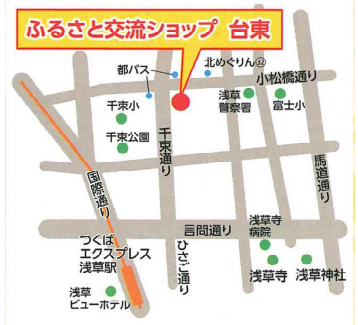 ふるさと交流ショップ 台東
都バス
北めぐりん㉜
小松橋通り
千束小
浅草
警察署
富士小
千束公園
千束通り
馬道通り
国際通り
言問通り
浅草寺
病院
つくば
エクスプレス
浅草駅
ひさご通り
浅草寺
浅草神社
浅草
ビューホテル